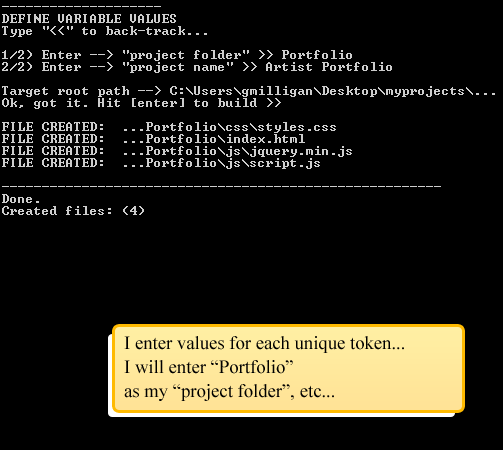 DEFINE VARIABLE VALUES
Type "<<" to back-track...
1/2) Enter --> "project folder" >> Portfolio
2/2) Enter --> "project name" >> Artist Portfolio
Target root path --> C:\Users\gmilligan\Desktop\myprojects\...
Ok, got it. Hit [enter] to build >>
FILE CREATED:  ...Portfolio\css\styles.css
FILE CREATED:  ...Portfolio\index.html
FILE CREATED:  ...Portfolio\js\jquery.min.js
FILE CREATED:  ...Portfolio\js\script.js
Done.
Created files: (4)
I enter values for each unique token...
I will enter “Portfolio”
as my “project folder”, etc...